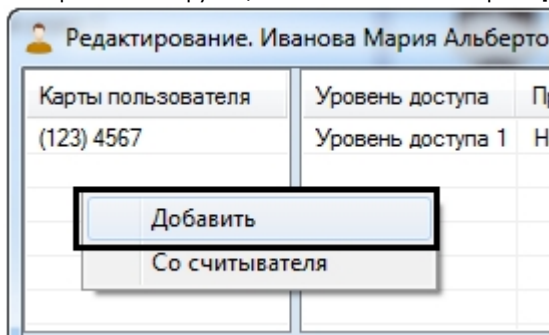 Редактирование. Иванова Мария Альберто
Карты пользователя Уровень доступа
(123) 4567 Уровень доступа 1 Н
Добавить
Со считывателя